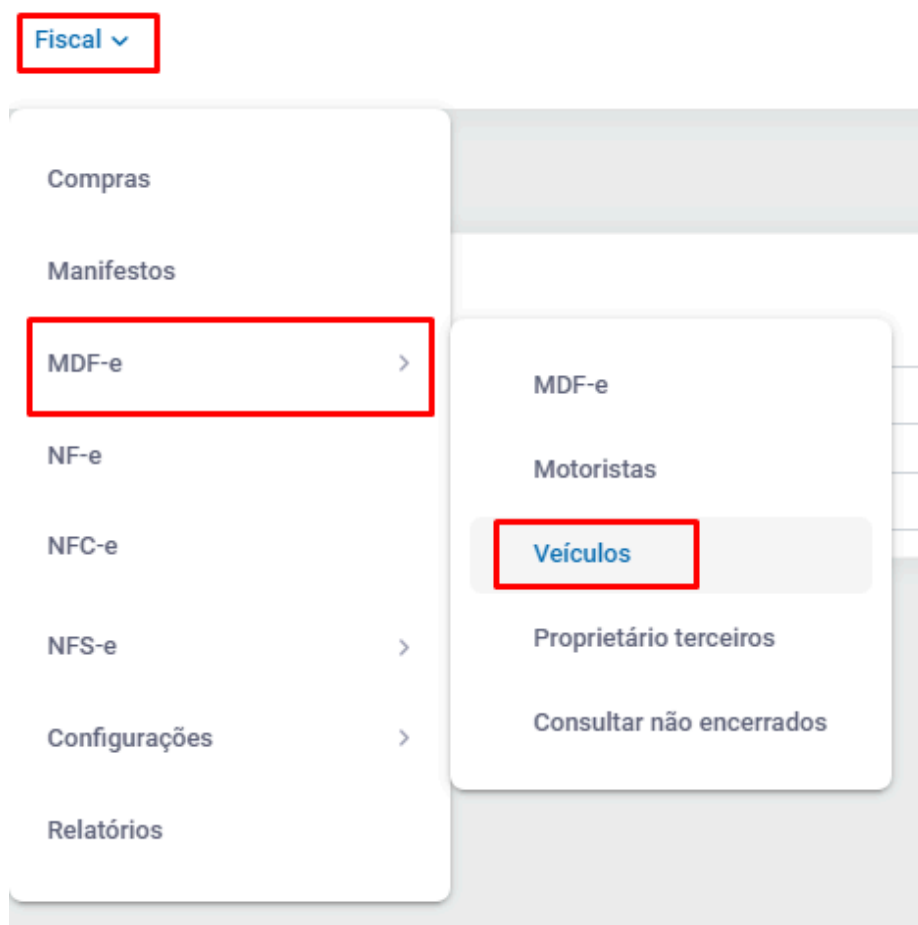 Fiscal
Compras
Manifestos
MDF-e
NF-e
NFC-e
NFS-e
Configurações
Relatórios
MDF-e
Motoristas
Veículos
Proprietário terceiros
Consultar não encerrados